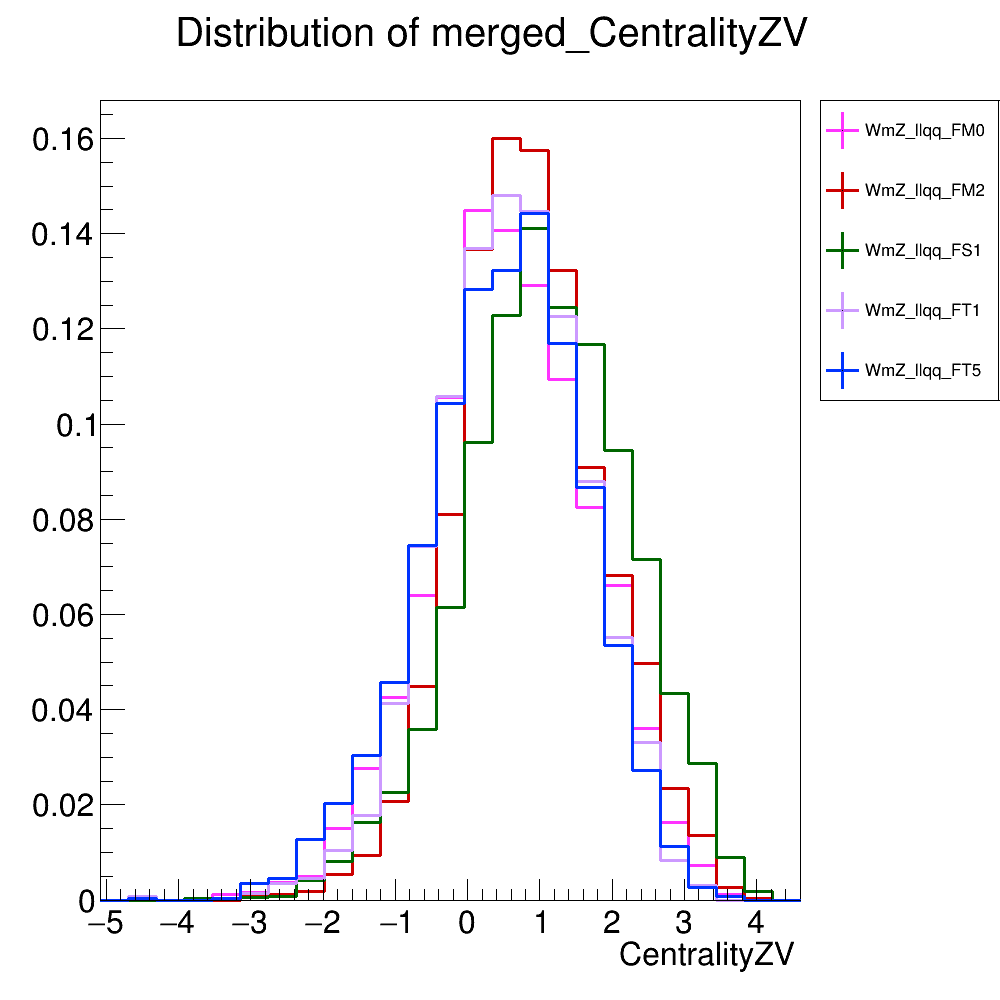 Distribution of merged_CentralityZV
WmZ_llqq_FM0
WmZ_llqq_FM2
WmZ_llqq_FS1
WmZ_llqq_FT1
WmZ_llqq_FT5
0.16
0.14
0.12
0.1
0.08
0.06
0.04
0.02
0
−5 −4 −3 −2 −1 0 1 2 3 4
CentralityZV